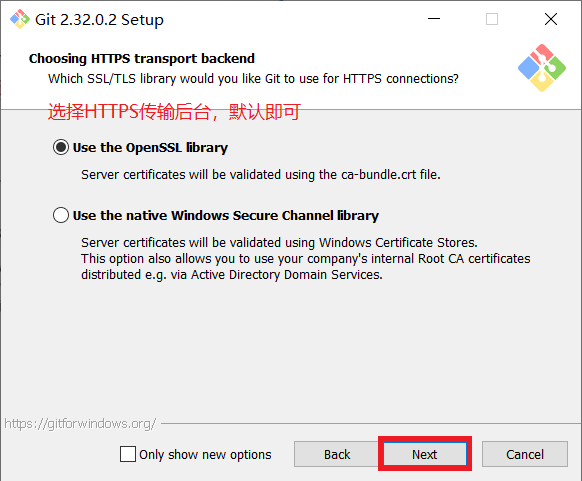 Git 2.32.0.2 Setup
Choosing HTTPS transport backend
Which SSL/TLS library would you like Git to use for HTTPS connections?
选择HTTPS传输后台，默认即可
Use the OpenSSL library
Server certificates will be validated using the ca-bundle.crt file.
Use the native Windows Secure Channel library
Server certificates will be validated using Windows Certificate Stores.
This option also allows you to use your company's internal Root CA certificates
distributed e.g. via Active Directory Domain Services.
https://gitforwindows.org/
Only show new options
Back
Next
Cancel